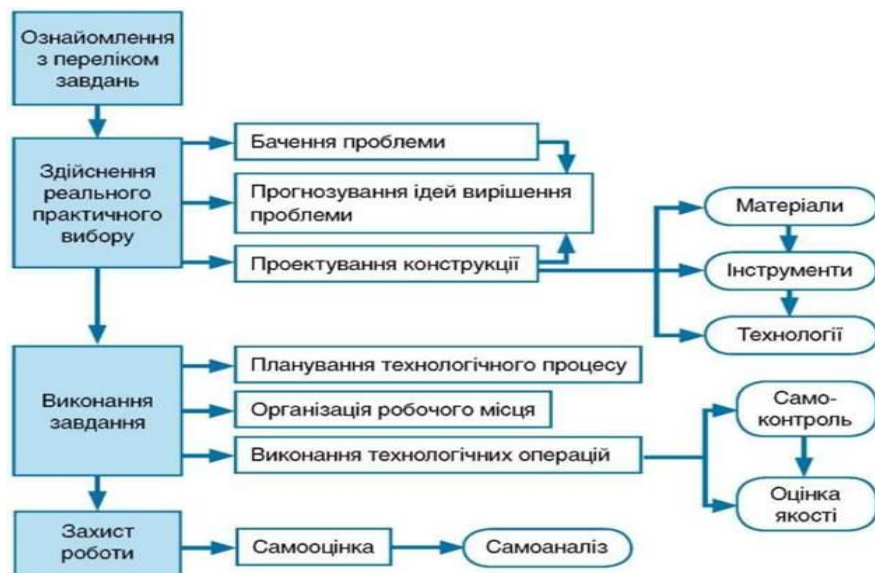 Ознайомлення
з переліком
завдань
Здійснення
реального
практичного
вибору
Бачення проблеми
Прогнозування ідей вирішення
проблеми
Проектування конструкції
Матеріали
Інструменти
Технології
Виконання
завдання
Планування технологічного процесу
Організація робочого місця
Виконання технологічних операцій
Само-
контроль
Оцінка
якості
Захист
роботи
Самооцінка
Самоаналіз